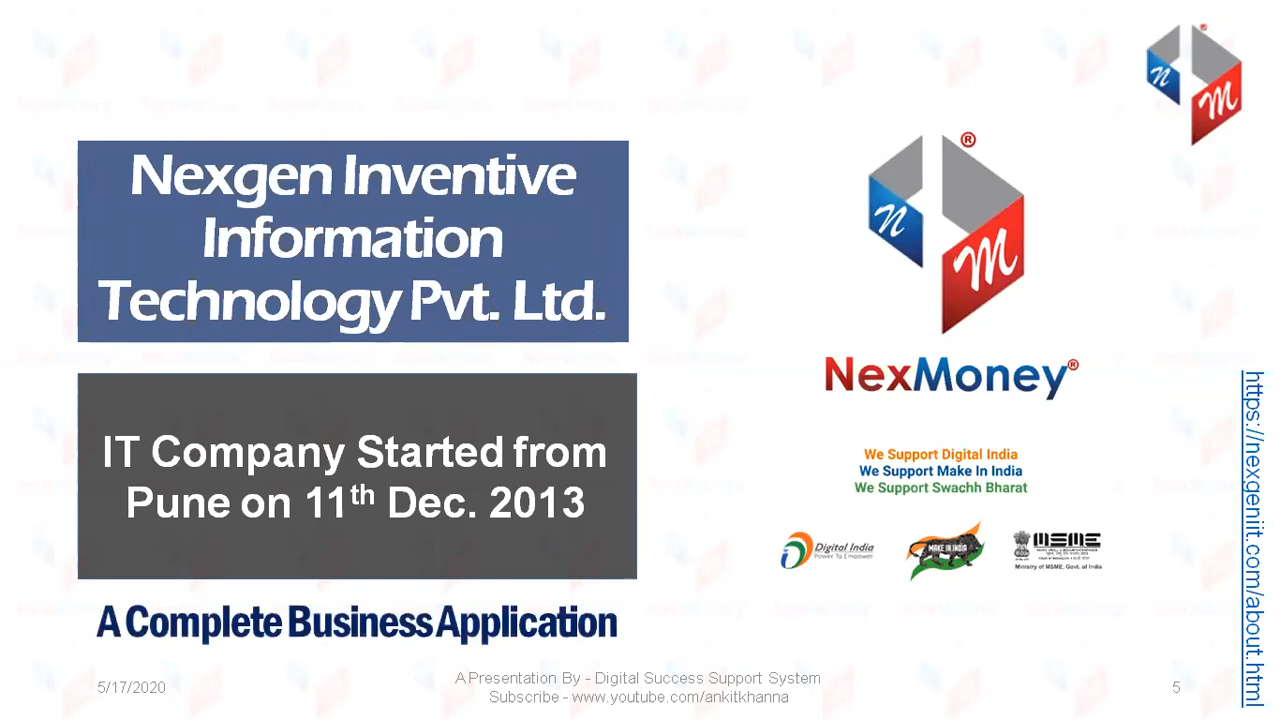 Nexgen Inventive
Information
Technology Pvt. Ltd.
IT Company Started from
Pune on 11th Dec. 2013
A Complete Business Application
n
M
®
n
M
NexMoney®
We Support Digital India
We Support Make In India
We Support Swachh Bharat
Digital India
Power To Empower
MAKE IN INDIA
MSME
Ministry of MSME, Govt. of India
https://nexgeniit.com/about.html
5/17/2020
A Presentation By - Digital Success Support System
Subscribe - www.youtube.com/ankitkhanna
5